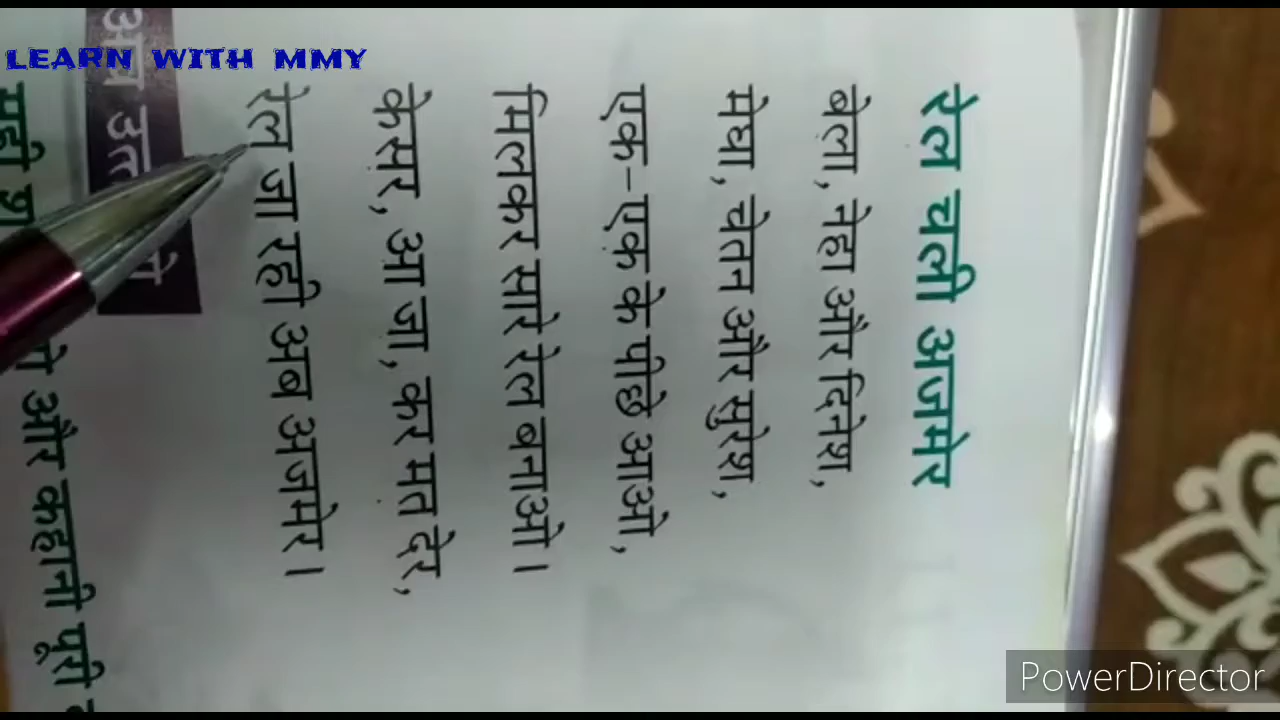 LEARN WITH MMY
रेल चली अजमेर
बेला, नेहा और दिनेश,
मेघा, चेतन और सुरेश,
एक-एक के पीछे आओ,
मिलकर सारे रेल बनाओ।
केसर, आ जा, कर मत देर,
रेल जा रही अब अजमेर।
सही
और कहानी पूरी
PowerDirector